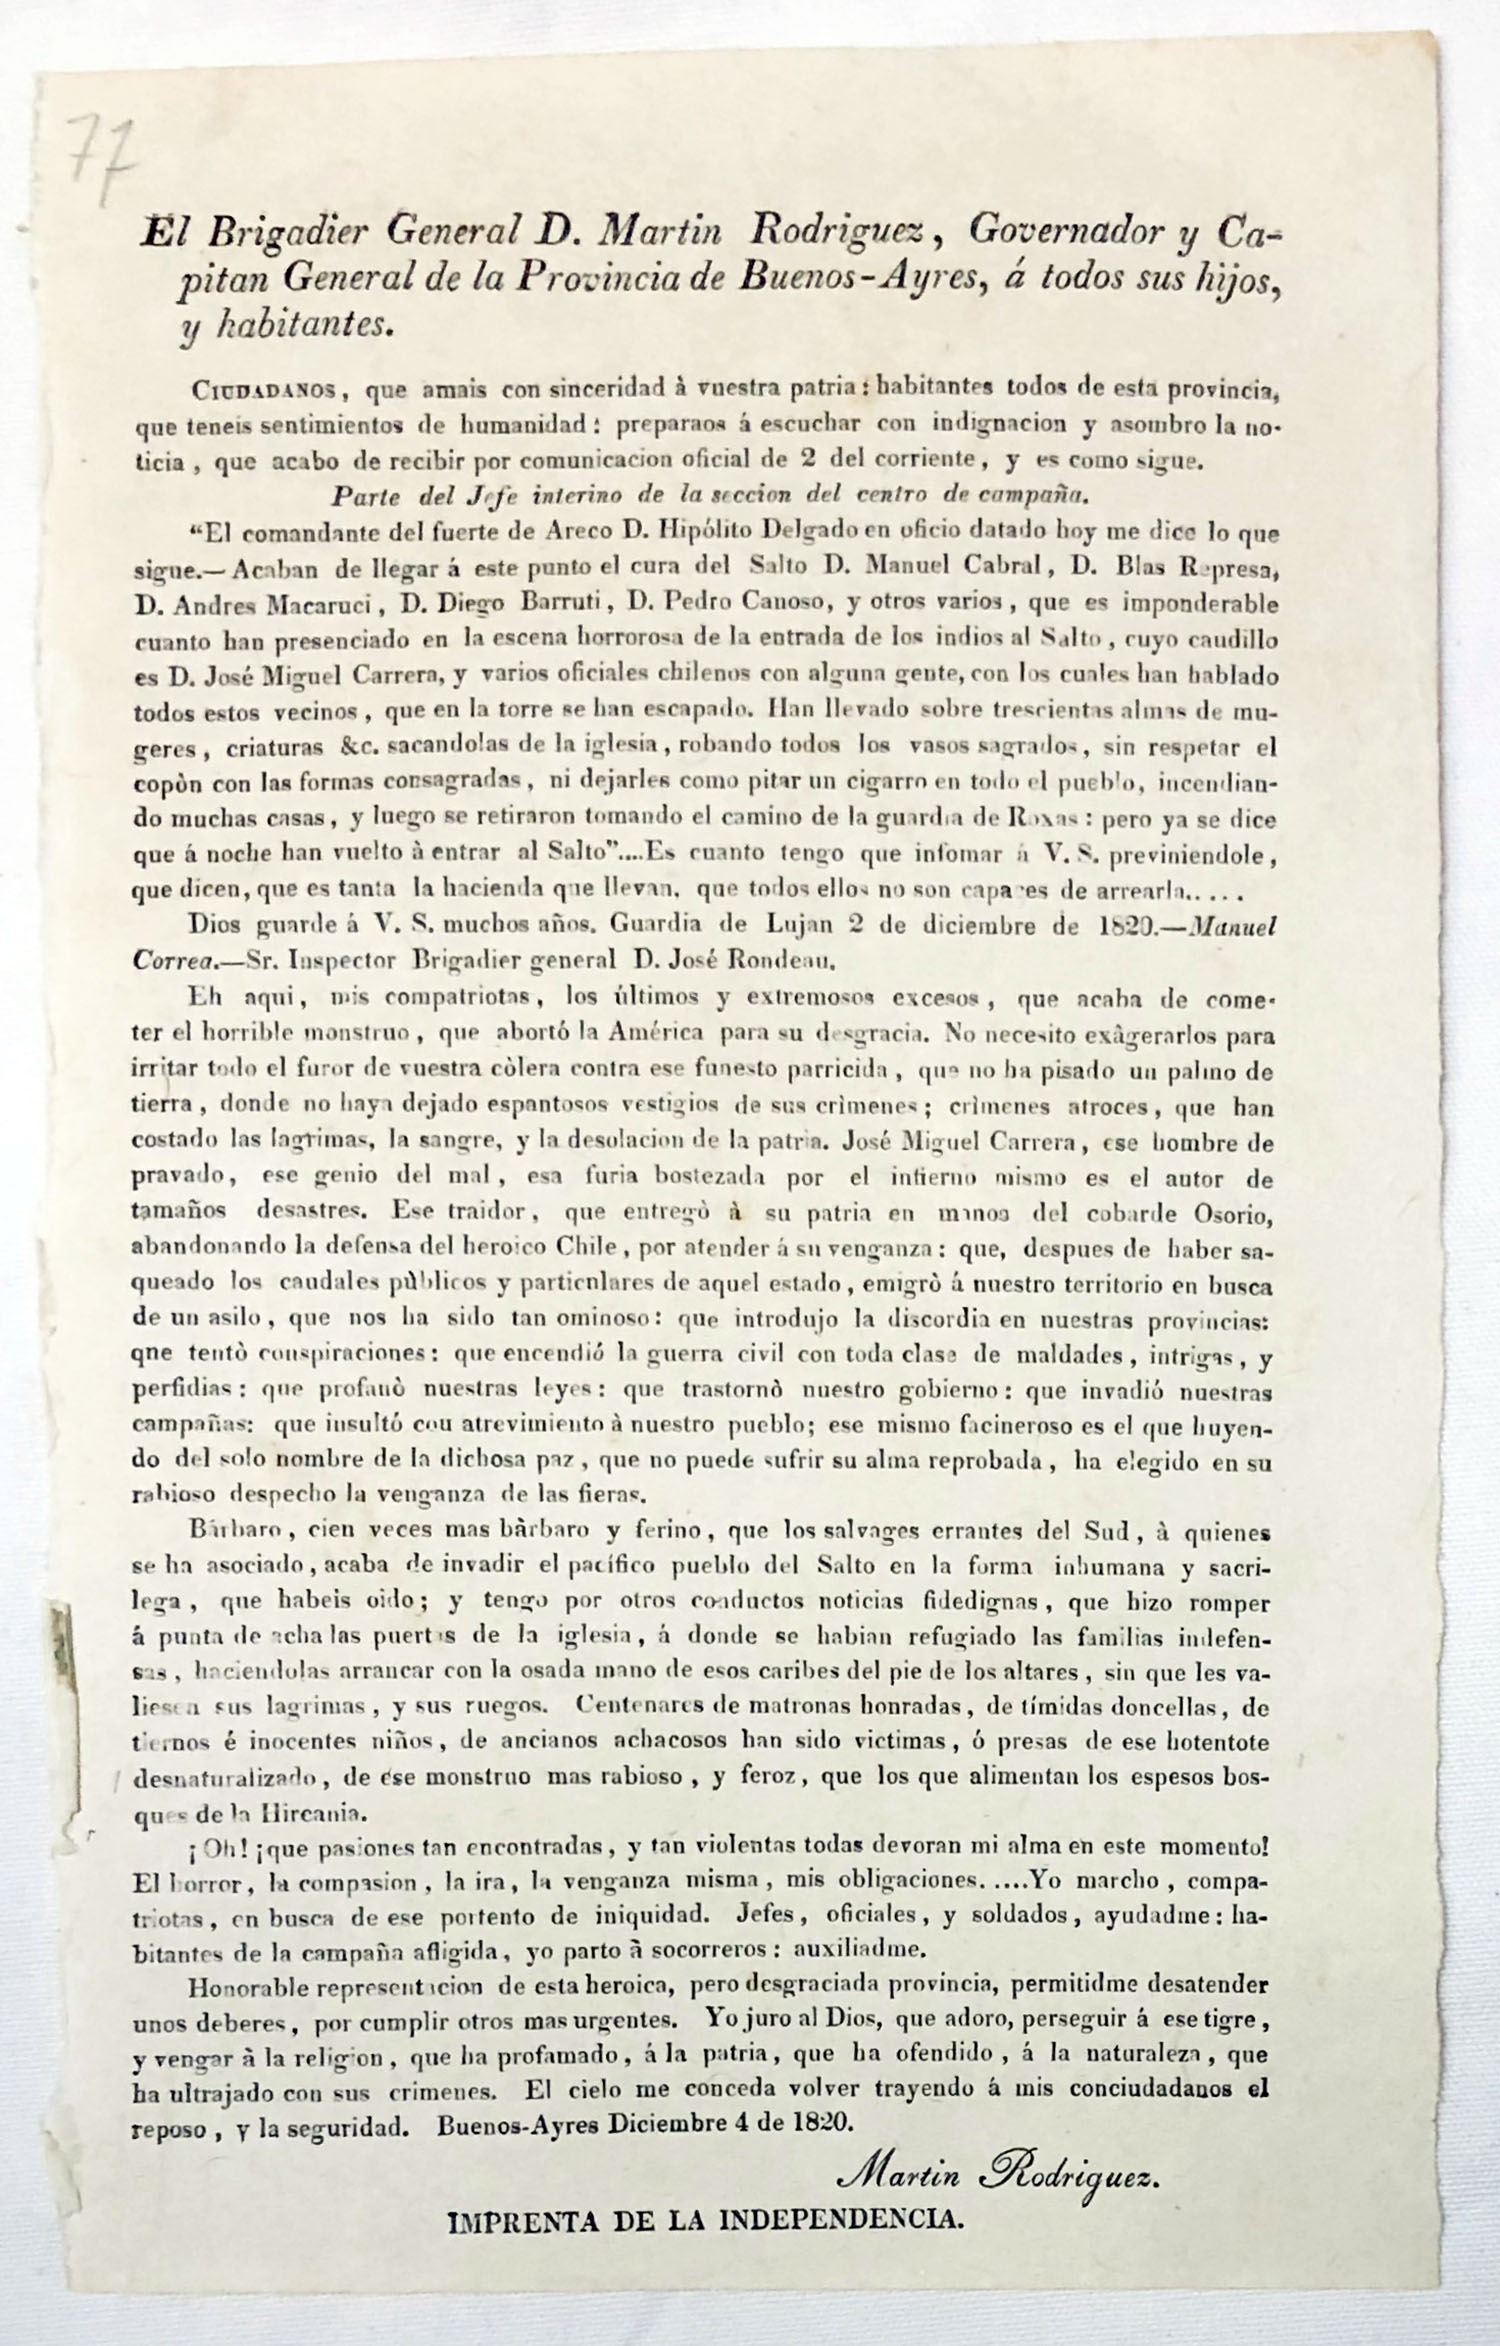 77
El Brigadier General D. Martin Rodriguez, Governador y Ca-
pitan General de la Provincia de Buenos-Ayres, á todos sus hijos,
y habitantes.
CIUDADANOS, que amais con sinceridad à vuestra patria: habitantes todos de esta provincia,
que teneis sentimientos de humanidad: preparaos á escuchar con indignacion y asombro la no-
ticia, que acabo de recibir por comunicacion oficial de 2 del corriente, y es como sigue.
Parte del Jefe interino de la seccion del centro de campaña.
“El comandante del fuerte de Areco D. Hipólito Delgado en oficio datado hoy me dice lo que
sigue.—Acaban de llegar á este punto el cura del Salto D. Manuel Cabral, D. Blas Represa,
D. Andres Macaruci, D. Diego Barruti, D. Pedro Canoso, y otros varios, que es imponderable
cuanto han presenciado en la escena horrorosa de la entrada de los indios al Salto, cuyo caudillo
es D. José Miguel Carrera, y varios oficiales chilenos con alguna gente, con los cuales han hablado
todos estos vecinos, que en la torre se han escapado. Han llevado sobre trescientas almas de mu-
geres, criaturas &c. sacandolas de la iglesia, robando todos los vasos sagrados, sin respetar el
copòn con las formas consagradas, ni dejarles como pitar un cigarro en todo el pueblo, incendian-
do muchas casas, y luego se retiraron tomando el camino de la guardia de Roxas: pero ya se dice
que á noche han vuelto à entrar al Salto”....Es cuanto tengo que infomar á V. S. previniendole,
que dicen, que es tanta la hacienda que llevan, que todos ellos no son capaces de arrearla.....
Dios guarde á V. S. muchos años. Guardia de Lujan 2 de diciembre de 1820.—Manuel
Correa.—Sr. Inspector Brigadier general D. José Rondeau.
Eh aqui, mis compatriotas, los últimos y extremosos excesos, que acaba de come-
ter el horrible monstruo, que abortó la América para su desgracia. No necesito exâgerarlos para
irritar todo el furor de vuestra còlera contra ese funesto parricida, que no ha pisado un palmo de
tierra, donde no haya dejado espantosos vestigios de sus crìmenes; crìmenes atroces, que han
costado las lagrimas, la sangre, y la desolacion de la patria. José Miguel Carrera, ese hombre de
pravado, ese genio del mal, esa furia bostezada por el infierno mismo es el autor de
tamaños desastres. Ese traidor, que entregò à su patria en manos del cobarde Osorio,
abandonando la defensa del heroico Chile, por atender á su venganza: que, despues de haber sa-
queado los caudales pùblicos y particnlares de aquel estado, emigrò á nuestro territorio en busca
de un asilo, que nos ha sido tan ominoso: que introdujo la discordia en nuestras provincias:
qne tentò conspiraciones: que encendió la guerra civil con toda clase de maldades, intrigas, y
perfidias: que profanò nuestras leyes: que trastornò nuestro gobierno: que invadió nuestras
campañas: que insultó con atrevimiento à nuestro pueblo; ese mismo facineroso es el que huyen-
do del solo nombre de la dichosa paz, que no puede sufrir su alma reprobada, ha elegido en su
rabioso despecho la venganza de las fieras.
Bárbaro, cien veces mas bàrbaro y ferino, que los salvages errantes del Sud, à quienes
se ha asociado, acaba de invadir el pacífico pueblo del Salto en la forma inhumana y sacri-
lega, que habeis oido; y tengo por otros conductos noticias fidedignas, que hizo romper
á punta de acha las puertas de la iglesia, á donde se habian refugiado las familias indefen-
sas, haciendolas arrancar con la osada mano de esos caribes del pie de los altares, sin que les va-
liesen sus lagrimas, y sus ruegos. Centenares de matronas honradas, de tímidas doncellas, de
tiernos é inocentes niños, de ancianos achacosos han sido victimas, ó presas de ese hotentote
desnaturalizado, de ese monstruo mas rabioso, y feroz, que los que alimentan los espesos bos-
ques de la Hircania.
¡Oh! ¡que pasiones tan encontradas, y tan violentas todas devoran mi alma en este momento!
El horror, la compasion, la ira, la venganza misma, mis obligaciones......Yo marcho, compa-
triotas, en busca de ese portento de iniquidad. Jefes, oficiales, y soldados, ayudadme: ha-
bitantes de la campaña afligida, yo parto à socorreros: auxiliadme.
Honorable representacion de esta heroica, pero desgraciada provincia, permitidme desatender
unos deberes, por cumplir otros mas urgentes. Yo juro al Dios, que adoro, perseguir á ese tigre,
y vengar à la religion, que ha profamado, á la patria, que ha ofendido, á la naturaleza, que
ha ultrajado con sus crimenes. El cielo me conceda volver trayendo á mis conciudadanos el
reposo, y la seguridad. Buenos-Ayres Diciembre 4 de 1820.
Martin Rodriguez.
IMPRENTA DE LA INDEPENDENCIA.